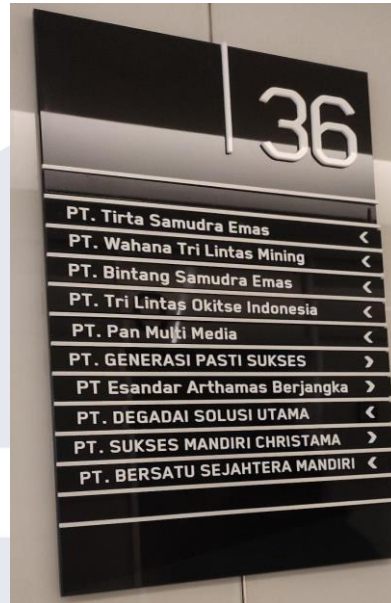 36
PT. Tirta Samudra Emas <
PT. Wahana Tri Lintas Mining <
PT. Bintang Samudra Emas <
PT. Tri Lintas Okitse Indonesia <
PT. Pan Multi Media <
PT. GENERASI PASTI SUKSES >
PT Esandar Arthamas Berjangka >
PT. DEGADAI SOLUSI UTAMA <
PT. SUKSES MANDIRI CHRISTAMA >
PT. BERSATU SEJAHTERA MANDIRI <